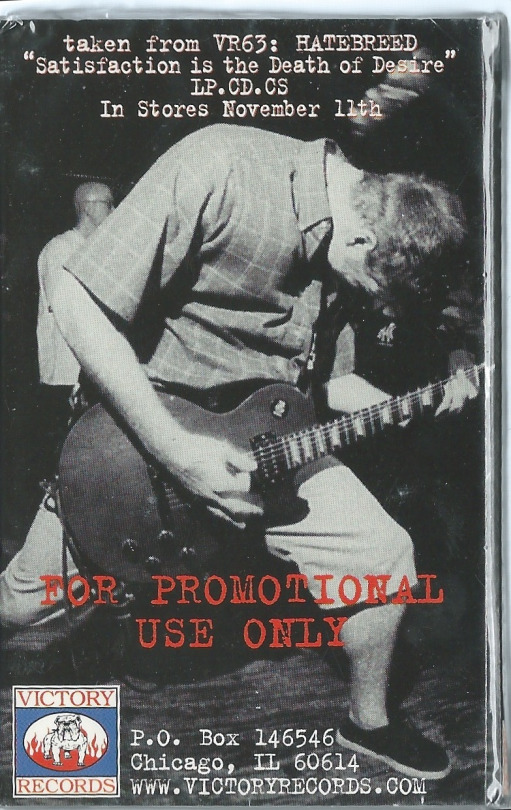 taken from VR63: HATEBREED
"Satisfaction is the Death of Desire"
LP.CD.CS
In Stores November 11th
FOR PROMOTIONAL
USE ONLY
VICTORY
RECORDS
P.O. Box 146546
Chicago, IL 60614
WWW.VICTORYRECORDS.COM